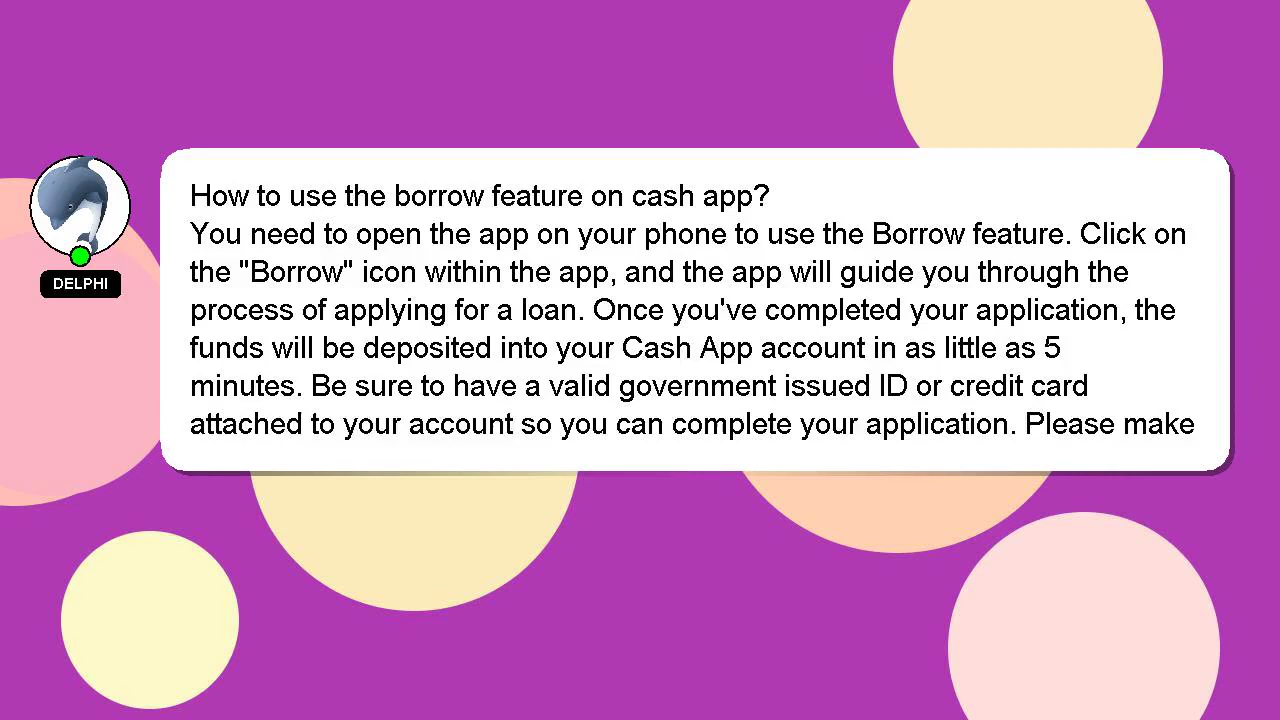 How to use the borrow feature on cash app?
You need to open the app on your phone to use the Borrow feature. Click on
the "Borrow" icon within the app, and the app will guide you through the
process of applying for a loan. Once you've completed your application, the
funds will be deposited into your Cash App account in as little as 5
minutes. Be sure to have a valid government issued ID or credit card
attached to your account so you can complete your application. Please make
DELPHI